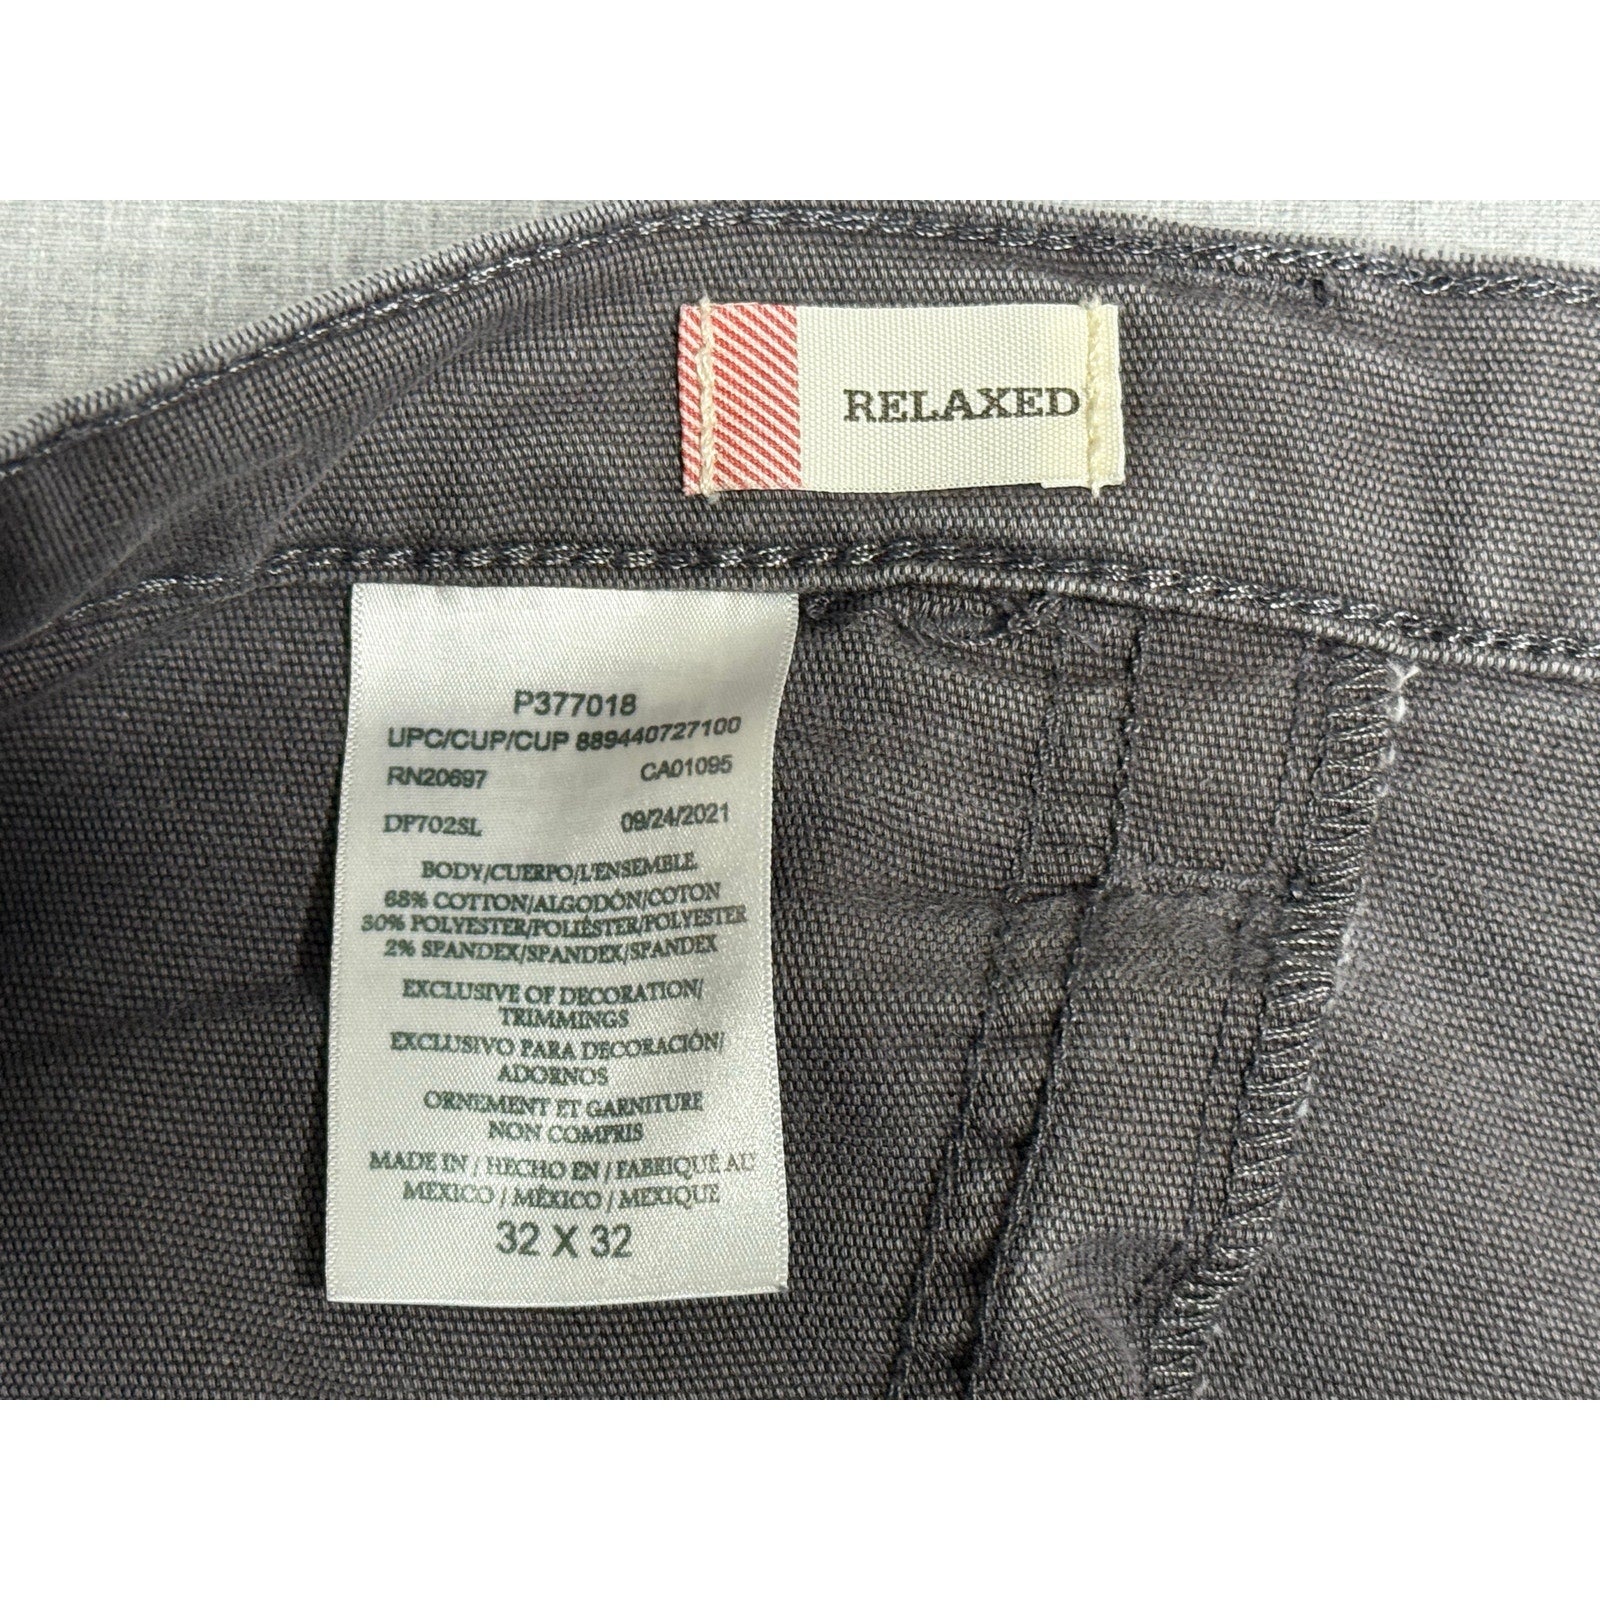 RELAXED
P377018
UPC/CUP/CUP 889440727100
RN20697 CA01095
DP702SL 09/24/2021
BODY/CUERPO/L'ENSEMBLE
68% COTTON/ALGODÓN/COTON
30% POLYESTER/POLIÉSTER/POLYESTER
2% SPANDEX/SPANDEX/SPANDEX
EXCLUSIVE OF DECORATION/
TRIMMINGS
EXCLUSIVO PARA DECORACIÓN/
ADORNOS
ORNEMENT ET GARNITURE
NON COMPRIS
MADE IN / HECHO EN / FABRIQUÉ AU
MEXICO / MÉXICO / MEXIQUE
32 X 32